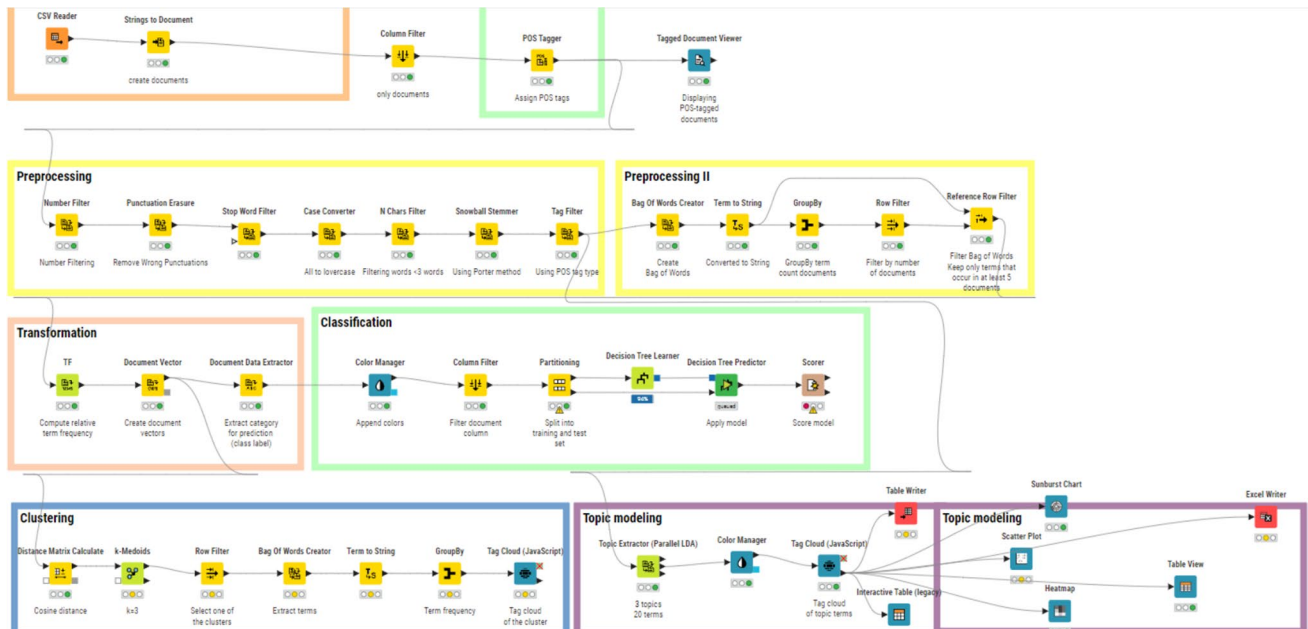 CSV Reader
Strings to Document
create documents
Column Filter
only documents
POS Tagger
Assign POS tags
Tagged Document Viewer
Displaying
POS-tagged
documents
Preprocessing
Number Filter
Number Filtering
Punctuation Erasure
Remove Wrong Punctuations
Stop Word Filter
Case Converter
All to lovercase
N Chars Filter
Filtering words <3 words
Snowball Stemmer
Using Porter method
Tag Filter
Using POS tag type
Preprocessing II
Bag Of Words Creator
Create
Bag of Words
Term to String
Converted to String
GroupBy
GroupBy term
count documents
Row Filter
Filter by number
of documents
Reference Row Filter
Filter Bag of Words
Keep only terms that
occur in at least 5
documents
Transformation
TF
Compute relative
term frequency
Document Vector
Create document
vectors
Document Data Extractor
Extract category
for prediction
(class label)
Classification
Color Manager
Append colors
Column Filter
Filter document
column
Partitioning
Split into
training and test
set
Decision Tree Learner
Decision Tree Predictor
queued
Apply model
Scorer
Score model
Clustering
Distance Matrix Calculate
Cosine distance
k-Medoids
k=3
Row Filter
Select one of
the clusters
Bag Of Words Creator
Extract terms
Term to String
GroupBy
Term frequency
Tag Cloud (JavaScript)
Tag cloud
of the cluster
Topic modeling
Topic Extractor (Parallel LDA)
3 topics
20 terms
Color Manager
Tag Cloud (JavaScript)
Tag cloud
of topic terms
Table Writer
Interactive Table (legacy)
Topic modeling
Sunburst Chart
Scatter Plot
Heatmap
Table View
Excel Writer